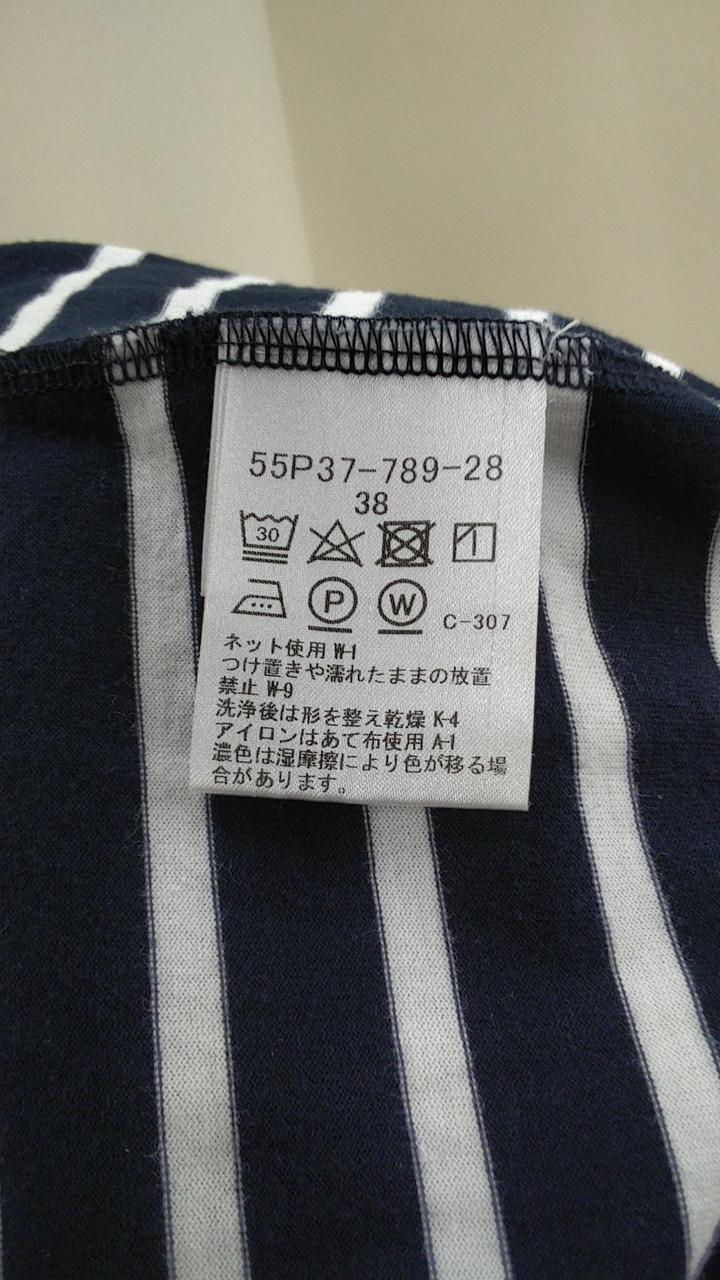 55P37-789-28
38
30
P W C-307
ネット使用 W-1
つけ置きや濡れたままの放置
禁止 W-9
洗浄後は形を整え乾燥 K-4
アイロンはあて布使用 A-1
濃色は湿摩擦により色が移る場
合があります。